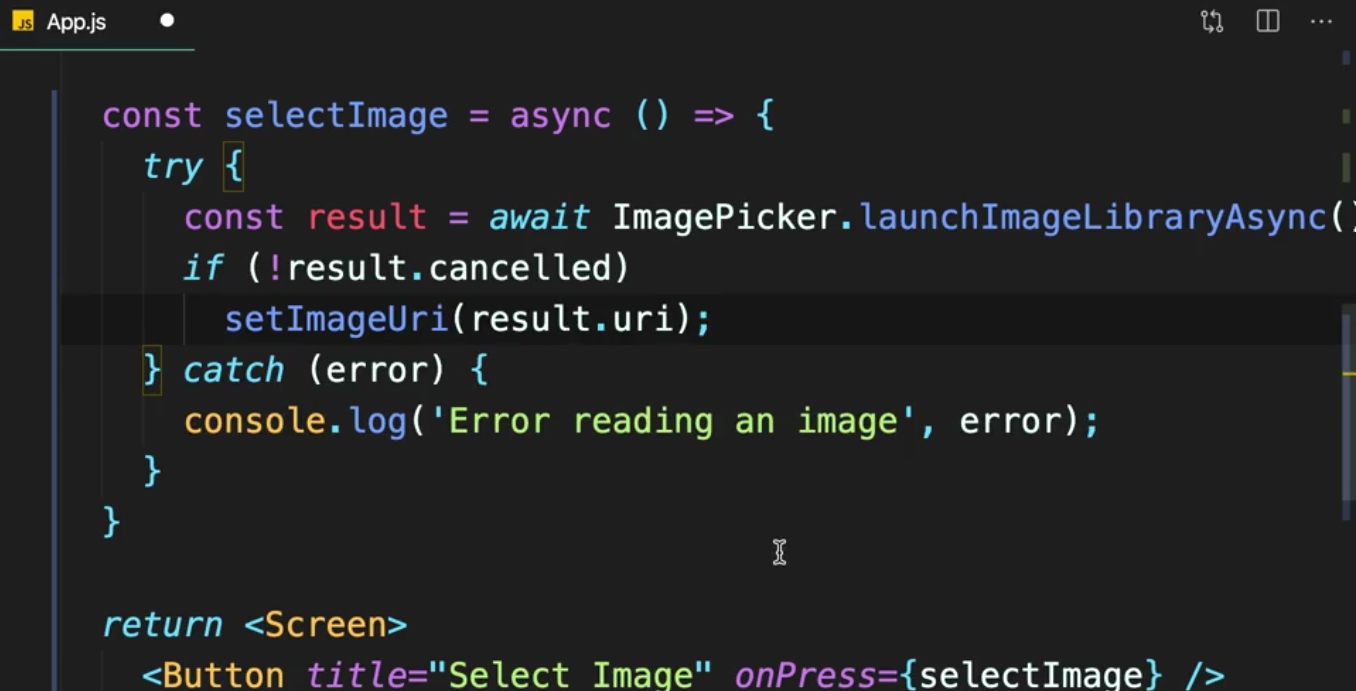 JS App.js
const selectImage = async () => {
try {
const result = await ImagePicker.launchImageLibraryAsync()
if (!result.cancelled)
setImageUri(result.uri);
} catch (error) {
console.log('Error reading an image', error);
}
}
return <Screen>
<Button title="Select Image" onPress={selectImage} />